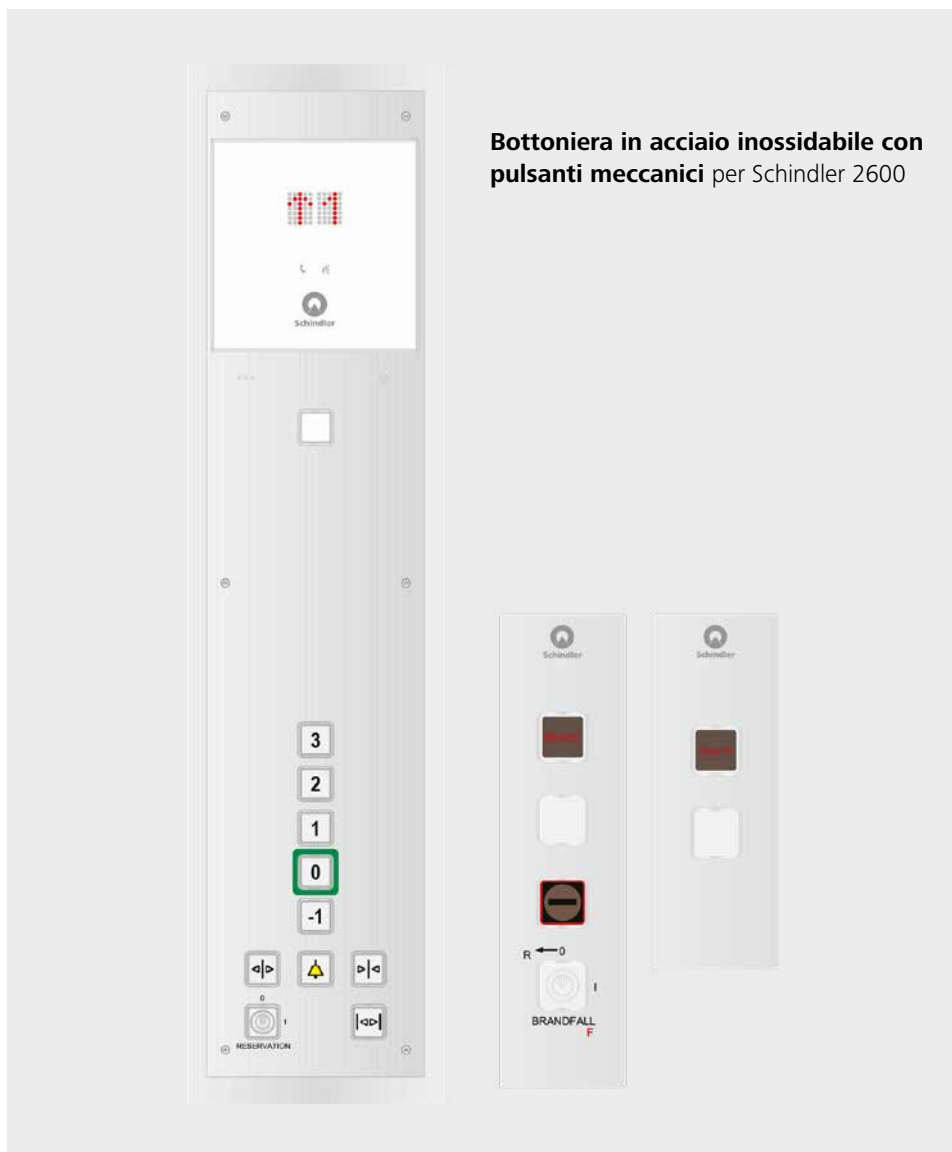 Bottoniera in acciaio inossidabile con
pulsanti meccanici per Schindler 2600
1
Schindler
3
2
1
0
-1
0
I
RESERVATION
Schindler
R 0
I
BRANDFALL
F
Schindler